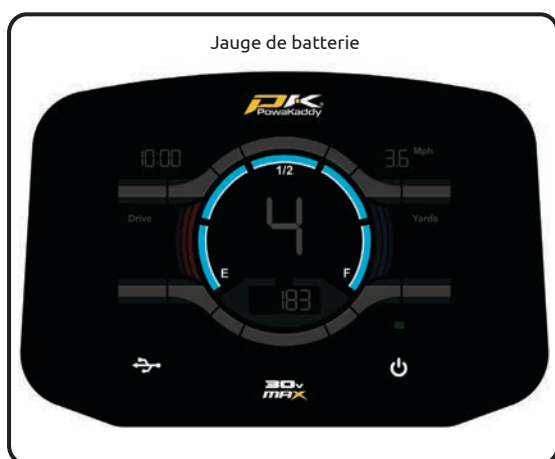 Jauge de batterie
PK
PowaKaddy
10:00
3.6 Mph
1/2
Drive
4
Yards
E
F
183
30v
MAX